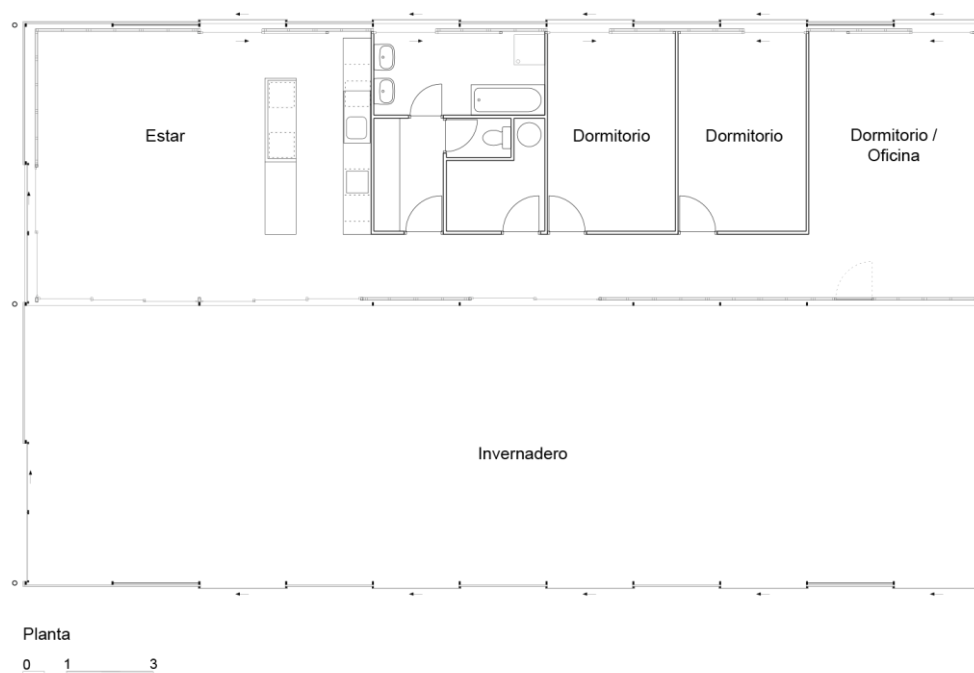 Estar
Dormitorio
Dormitorio
Dormitorio /
Oficina
Invernadero
Planta
0 1 3